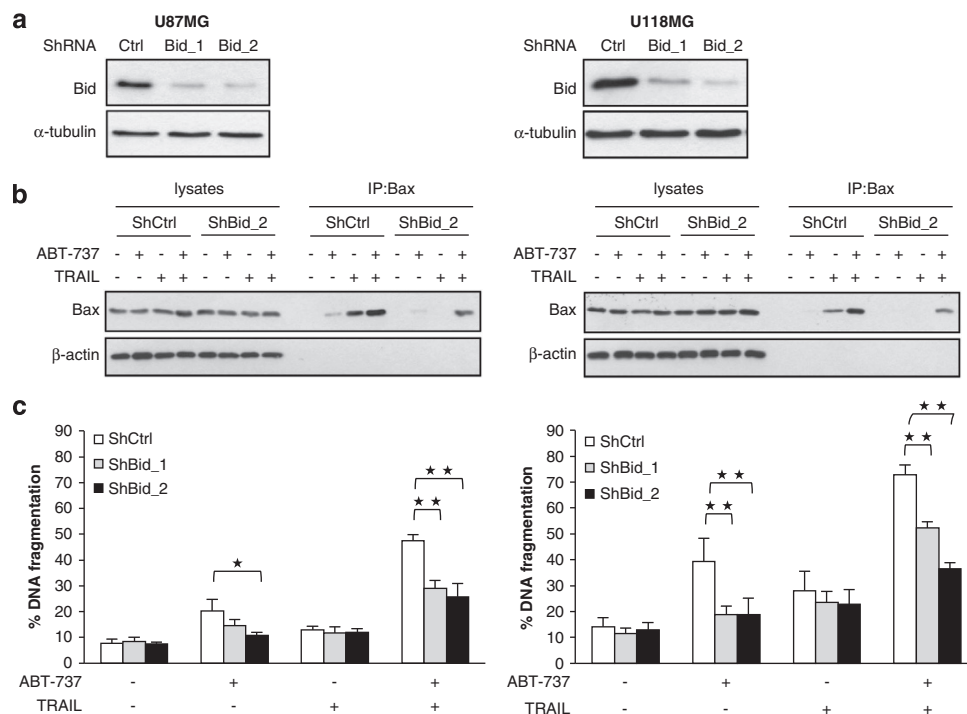 a
U87MG
ShRNA Ctrl Bid_1 Bid_2
Bid
α-tubulin
U118MG
ShRNA Ctrl Bid_1 Bid_2
Bid
α-tubulin
b
lysates IP:Bax
ShCtrl ShBid_2 ShCtrl ShBid_2
ABT-737 - + - + - + - + - + - + - + - +
TRAIL - - + + - - + + - - + + - - + +
Bax
β-actin
lysates IP:Bax
ShCtrl ShBid_2 ShCtrl ShBid_2
ABT-737 - + - + - + - + - + - + - + - +
TRAIL - - + + - - + + - - + + - - + +
Bax
β-actin
c
% DNA fragmentation
90
80
70
60
50
40
30
20
10
0
ShCtrl
ShBid_1
ShBid_2
★
★ ★
★ ★
ABT-737 - + - +
TRAIL - - + +
% DNA fragmentation
90
80
70
60
50
40
30
20
10
0
ShCtrl
ShBid_1
ShBid_2
★ ★
★ ★
★ ★
★ ★
ABT-737 - + - +
TRAIL - - + +